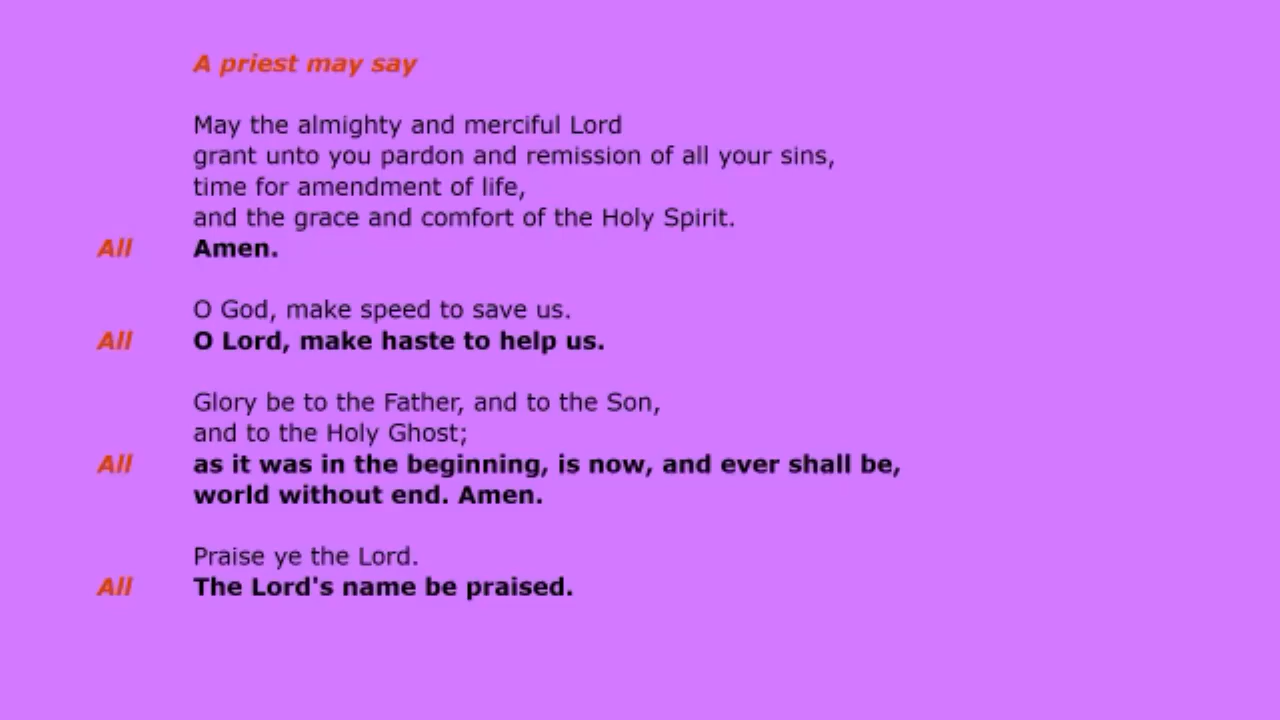 A priest may say
May the almighty and merciful Lord
grant unto you pardon and remission of all your sins,
time for amendment of life,
and the grace and comfort of the Holy Spirit.
All Amen.
O God, make speed to save us.
All O Lord, make haste to help us.
Glory be to the Father, and to the Son,
and to the Holy Ghost;
All as it was in the beginning, is now, and ever shall be,
world without end. Amen.
Praise ye the Lord.
All The Lord's name be praised.